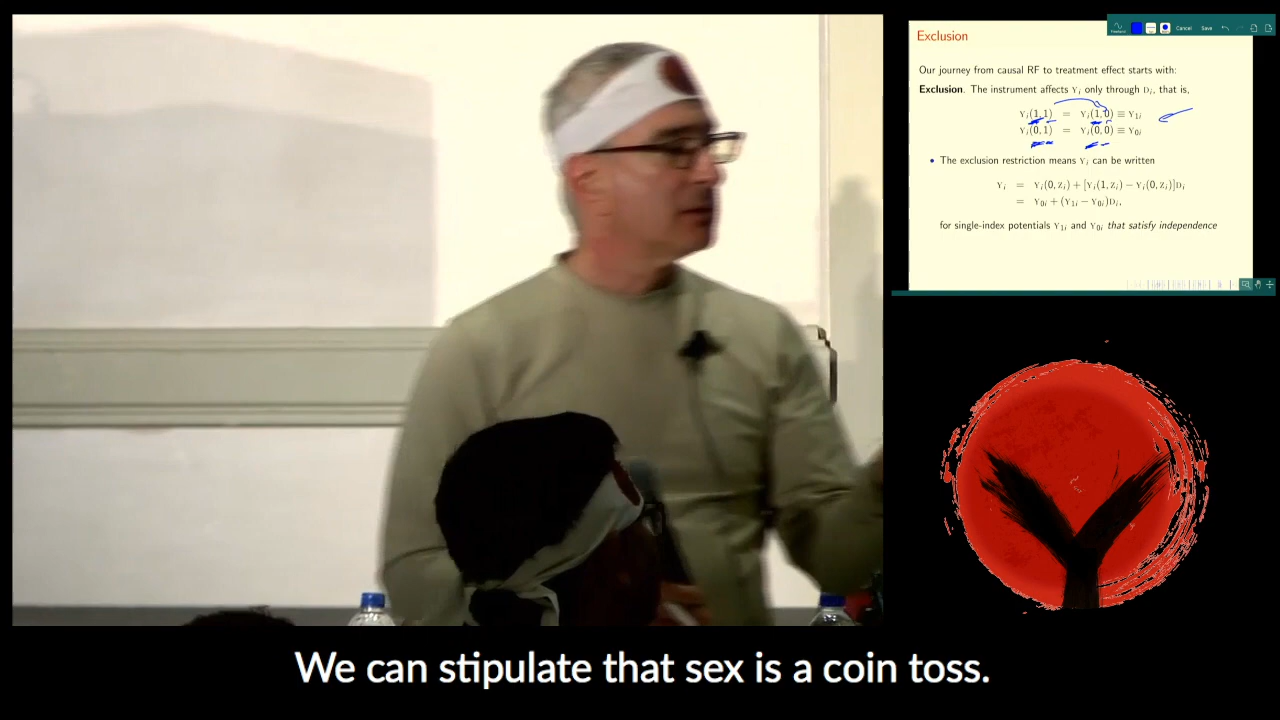 Cancel Save
Exclusion
Our journey from causal RF to treatment effect starts with:
Exclusion. The instrument affects Yᵢ only through Dᵢ, that is,
Yᵢ(1,1) = Yᵢ(1,0) ≡ Y₁ᵢ
Yᵢ(0,1) = Yᵢ(0,0) ≡ Y₀ᵢ
• The exclusion restriction means Yᵢ can be written
Yᵢ = Yᵢ(0,Zᵢ) + [Yᵢ(1,Zᵢ) − Yᵢ(0,Zᵢ)]Dᵢ
= Y₀ᵢ + (Y₁ᵢ − Y₀ᵢ)Dᵢ,
for single-index potentials Y₁ᵢ and Y₀ᵢ that satisfy independence
We can stipulate that sex is a coin toss.